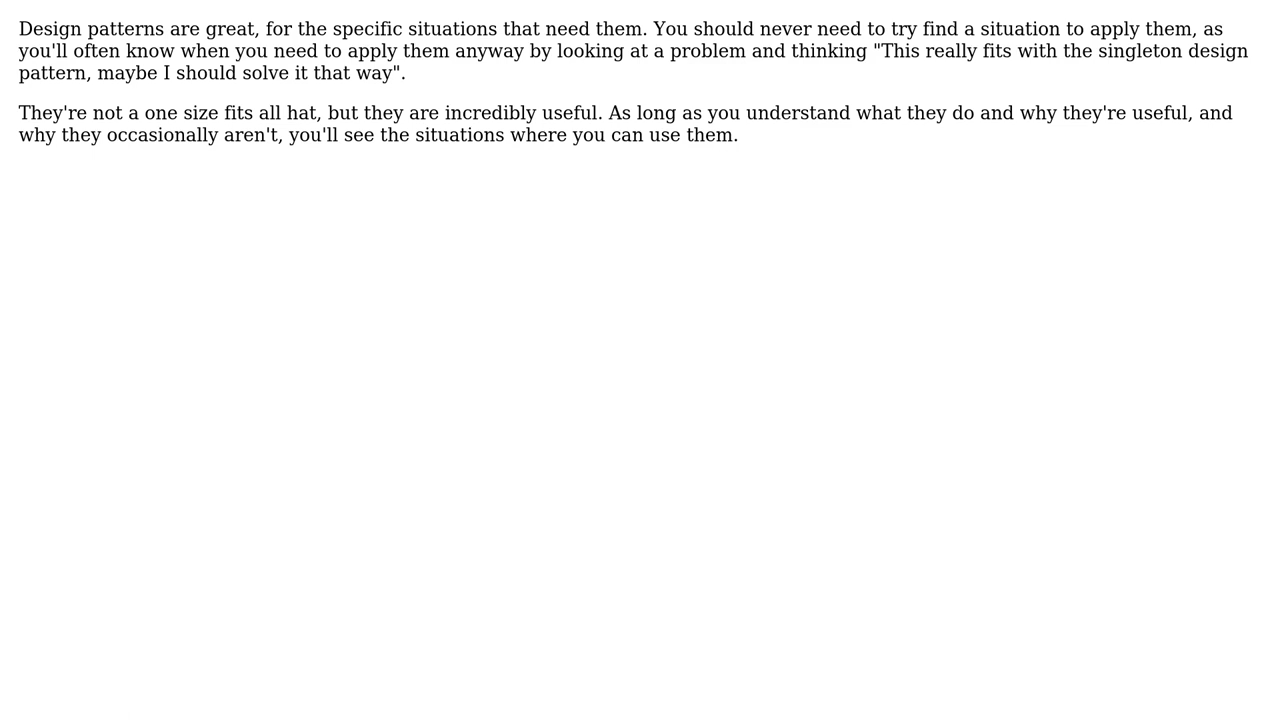 Design patterns are great, for the specific situations that need them. You should never need to try find a situation to apply them, as
you'll often know when you need to apply them anyway by looking at a problem and thinking "This really fits with the singleton design
pattern, maybe I should solve it that way".
They're not a one size fits all hat, but they are incredibly useful. As long as you understand what they do and why they're useful, and
why they occasionally aren't, you'll see the situations where you can use them.